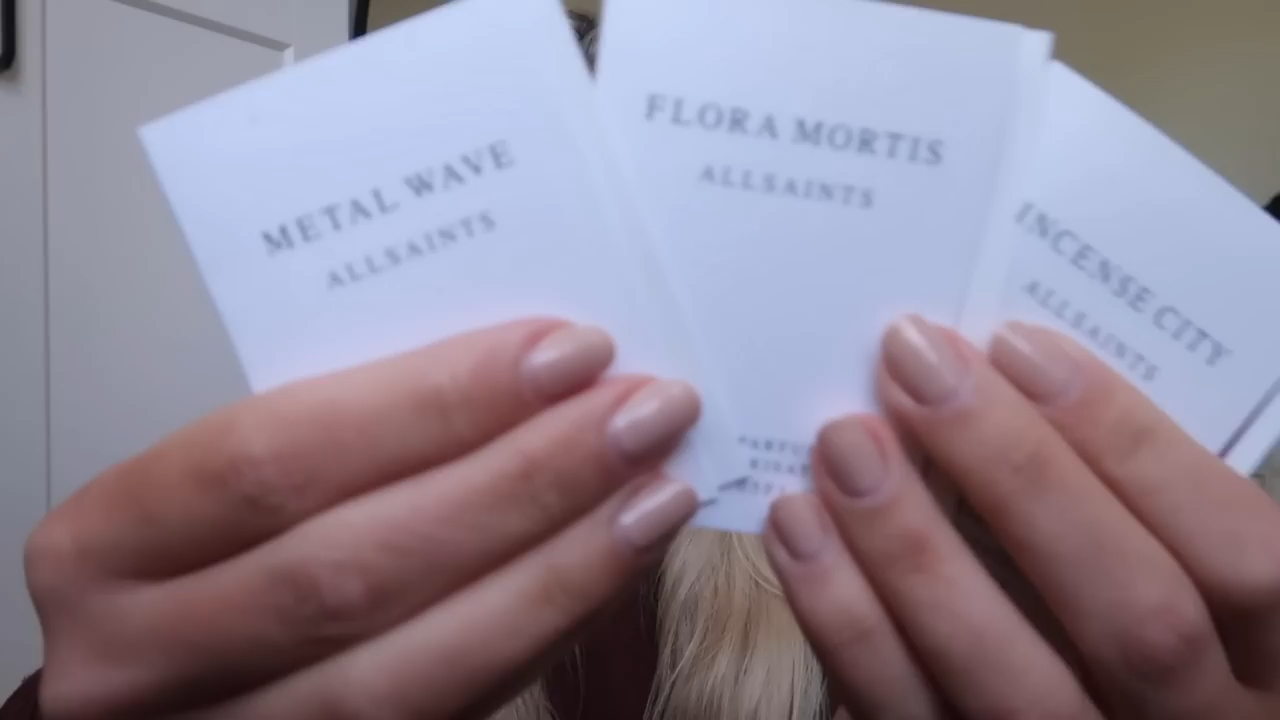 METAL WAVE
ALLSAINTS
FLORA MORTIS
ALLSAINTS
INCENSE CITY
ALLSAINTS